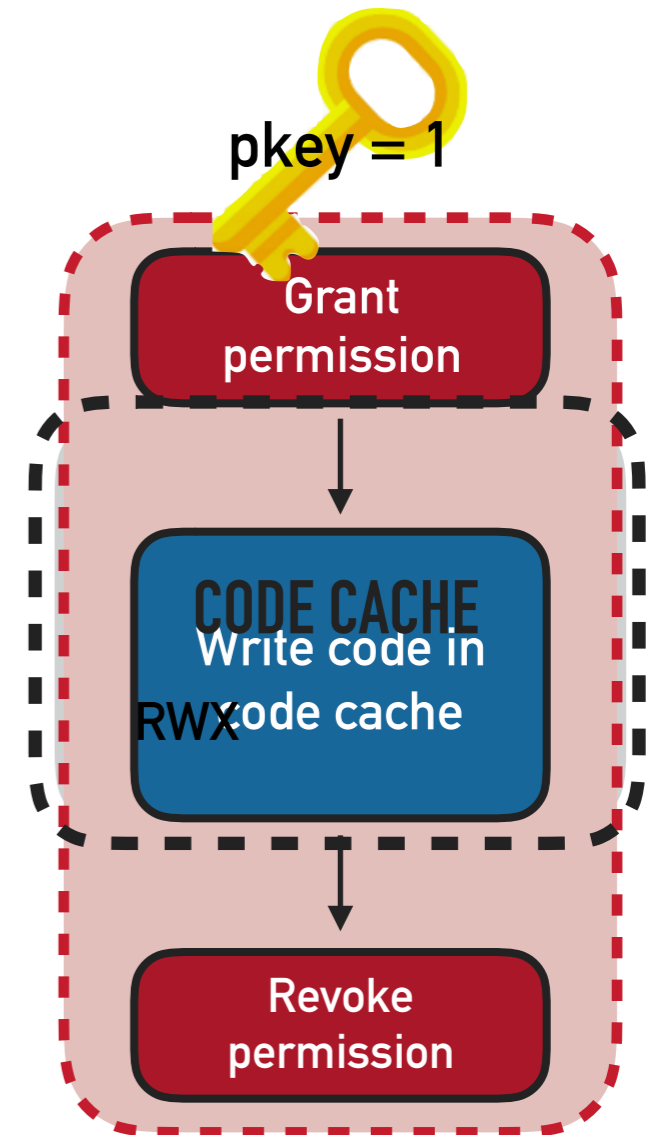 pkey = 1
Grant
permission
CODE CACHE
Write code in
RWX
code cache
Revoke
permission